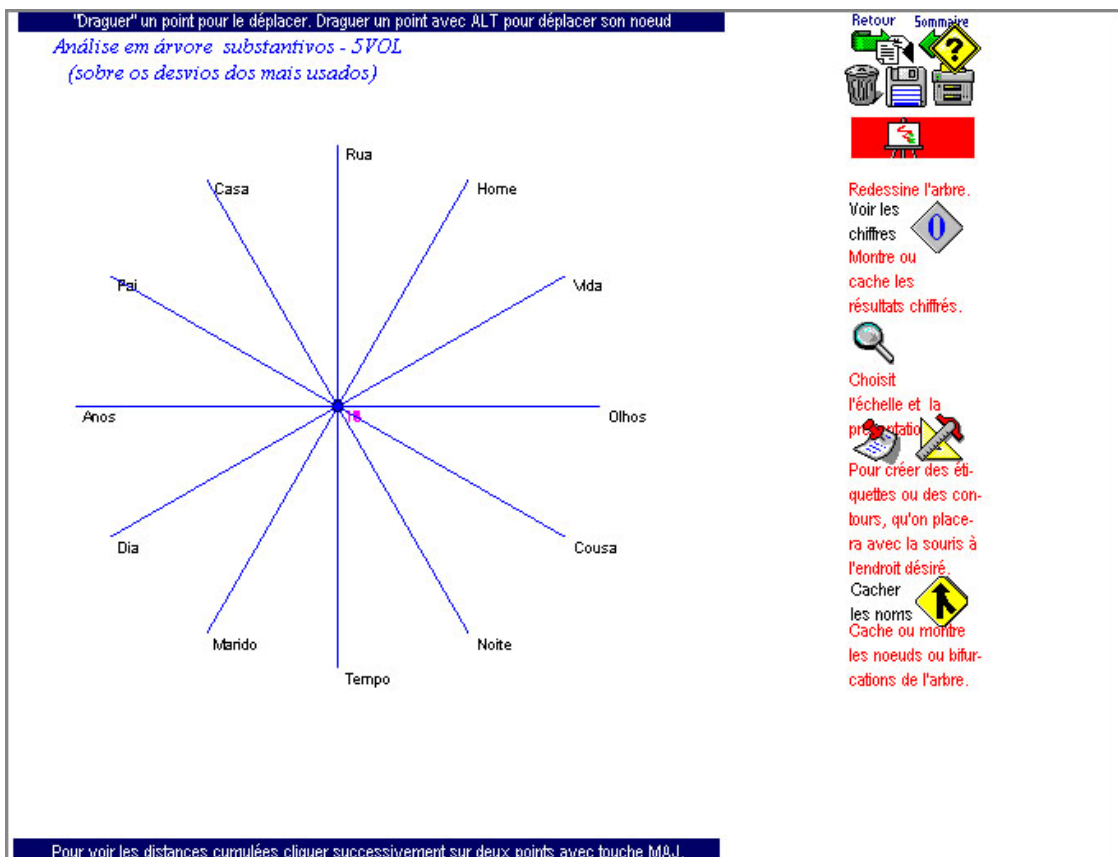 "Draguer" un point pour le déplacer. Draguer un point avec ALT pour déplacer son noeud
Análise em árvore substantivos - 5VOL
(sobre os desvios dos mais usados)
Rua
Casa
Home
Pai
Vida
Anos
Olhos
Dia
Cousa
Marido
Noite
Tempo
Pour voir les distances cumulées cliquer successivement sur deux points avec touche MAJ.
Retour Sommaire
?
Redessine l'arbre.
Voir les
chiffres
0
Montre ou
cache les
résultats chiffrés.
Choisit
l'échelle et la
Pour créer des éti-
quettes ou des con-
tours, qu'on place-
ra avec la souris à
l'endroit désiré.
Cacher
les noms
Cache ou montre
les noeuds ou bifur-
cations de l'arbre.